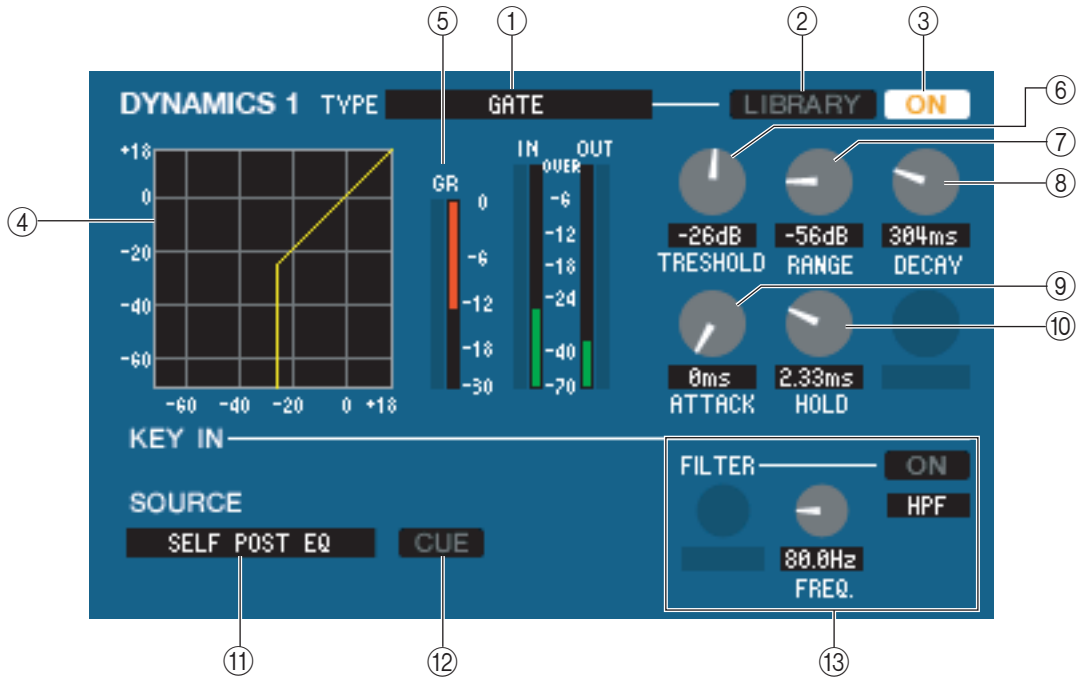 ⑤ ① ② ③
DYNAMICS 1 TYPE GATE LIBRARY ON
⑥
⑦
⑧
④
+18
0
-20
-40
-60
-60 -40 -20 0 +18
GR
0
-6
-12
-18
-30
IN OUT
OVER
-6
-12
-18
-24
-40
-70
-26dB -56dB 304ms
TRESHOLD RANGE DECAY
⑨
⑩
0ms 2.33ms
ATTACK HOLD
KEY IN
FILTER ON
HPF
SOURCE
SELF POST EQ CUE
80.0Hz
FREQ.
⑪ ⑫ ⑬